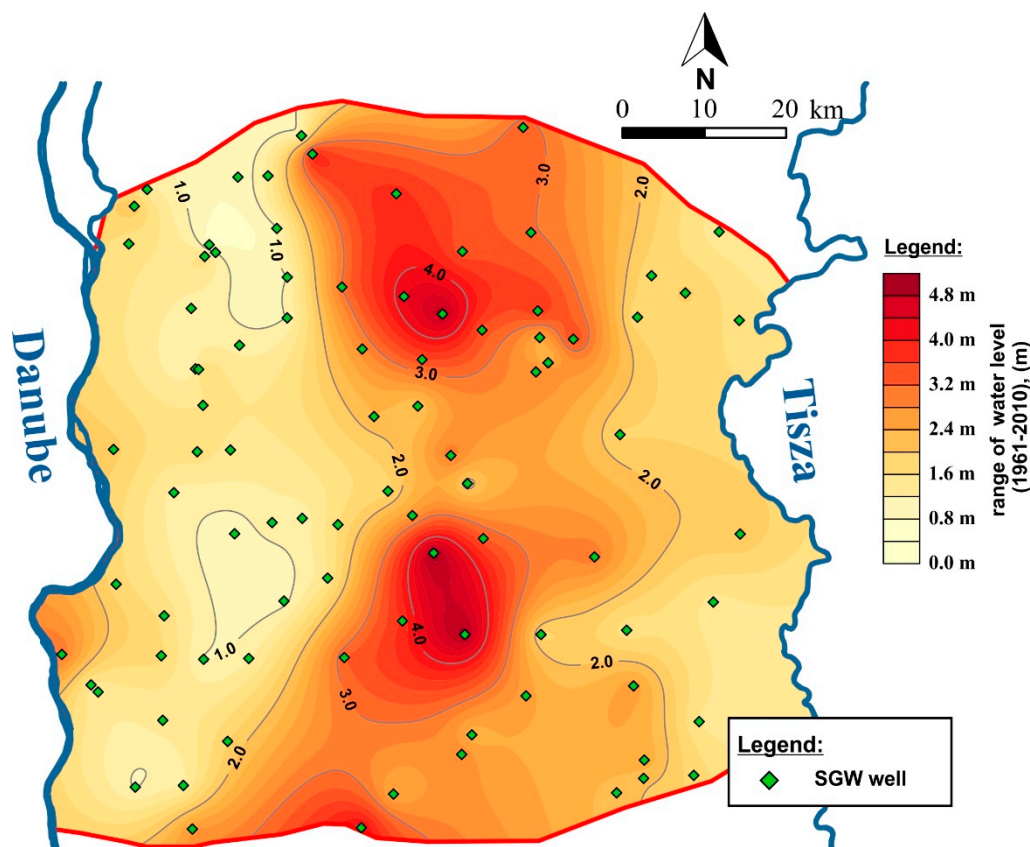 N
0 10 20 km
Danube
Tisza
1.0
1.0
3.0
2.0
4.0
3.0
2.0
2.0
4.0
1.0
2.0
3.0
2.0
Legend:
4.8 m
4.0 m
3.2 m
2.4 m
1.6 m
0.8 m
0.0 m
range of water level
(1961-2010), (m)
Legend:
SGW well